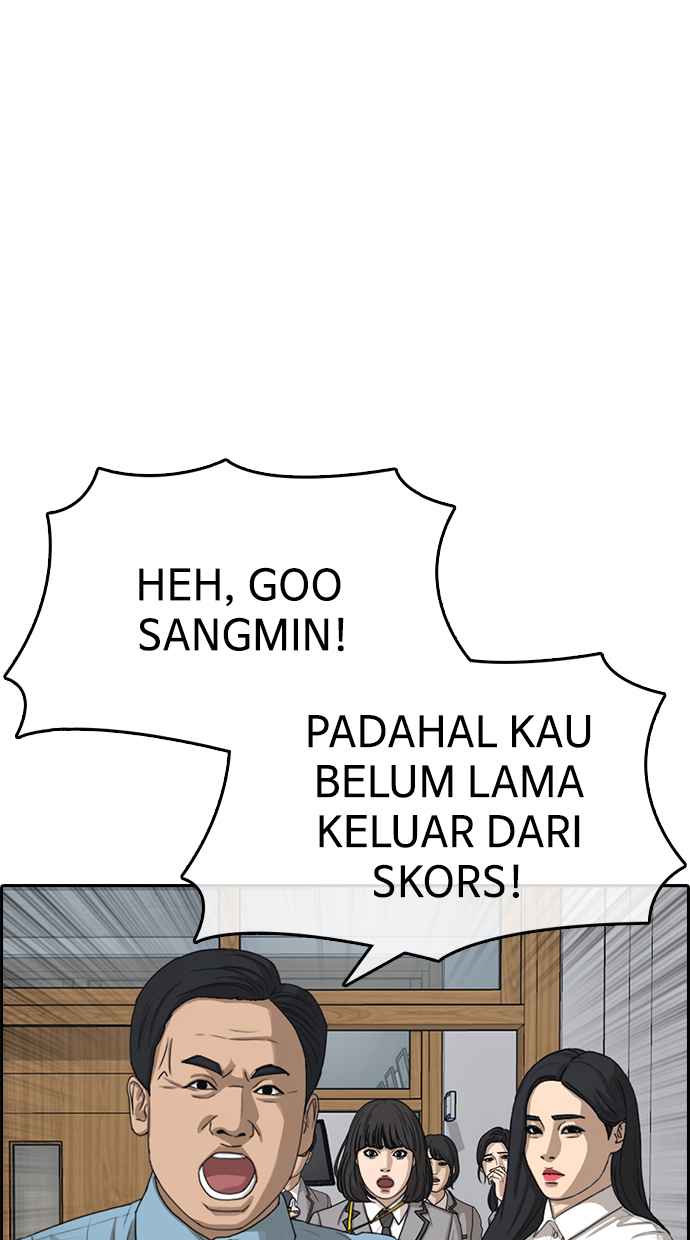 HEH, GOO
SANGMIN!
PADAHAL KAU
BELUM LAMA
KELUAR DARI
SKORS!